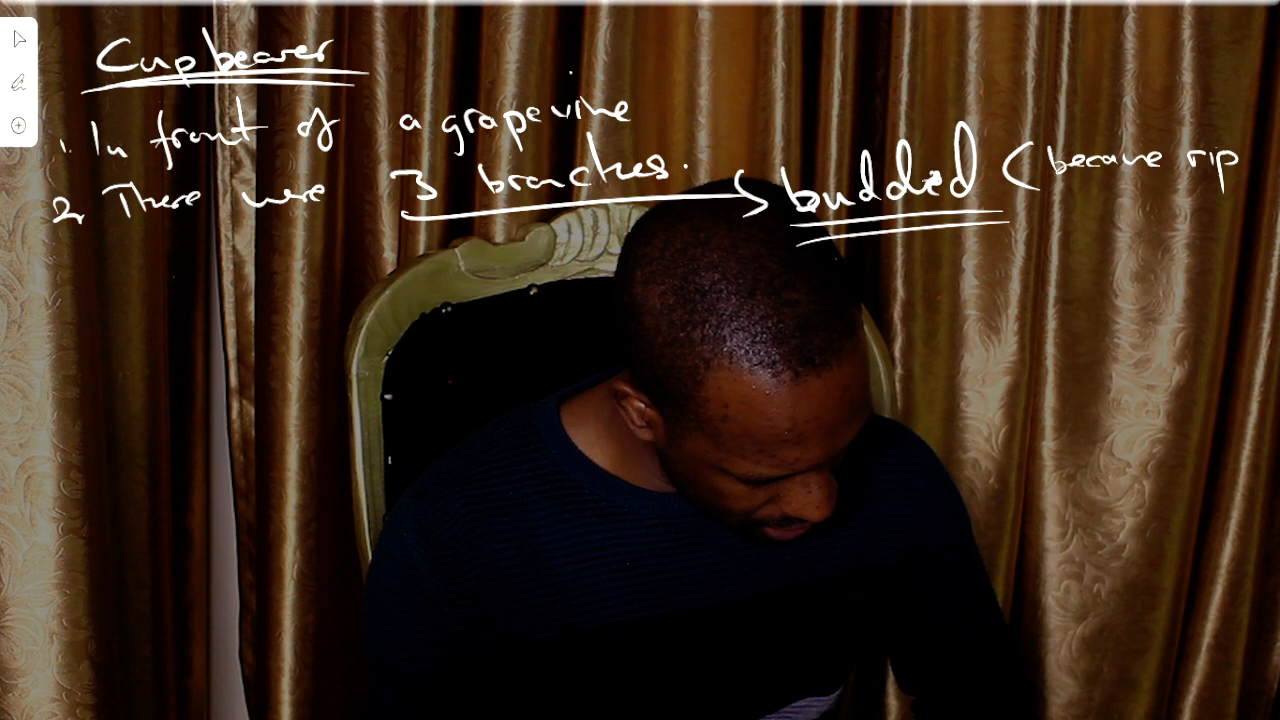 Cupbearer
1. In front of a grapevine
2. There were 3 branches. → budded (became rip